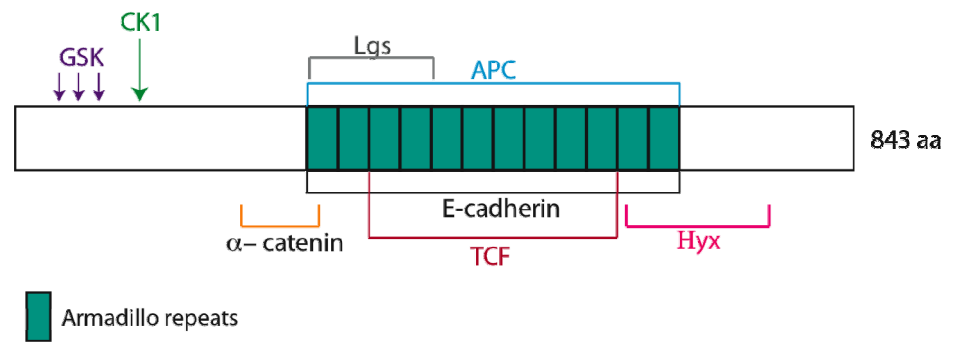 CK1
GSK
Lgs
APC
843 aa
E-cadherin
α– catenin
TCF
Hyx
Armadillo repeats